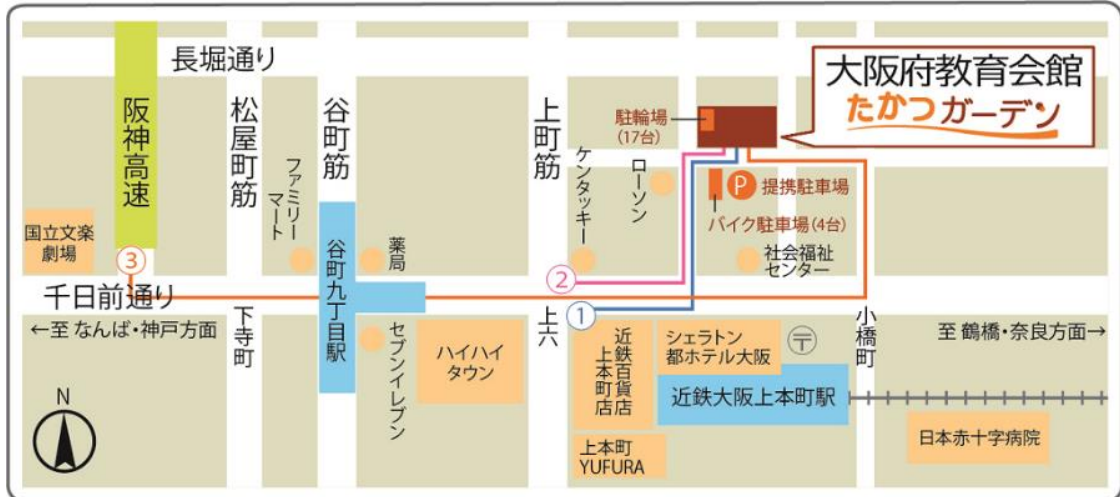 長堀通り
大阪府教育会館
たかつガーデン
阪神高速
松屋町筋
谷町筋
上町筋
駐輪場
(17台)
ファミリー
マート
ケンタッキー
ローソン
P
提携駐車場
バイク駐車場(4台)
国立文楽
劇場
薬局
社会福祉
センター
③
②
①
千日前通り
谷町九丁目駅
←至 なんば・神戸方面
下寺町
セブンイレブン
ハイハイ
タウン
上六
近鉄百貨店
上本町店
シェラトン
都ホテル大阪
〒
小橋町
至 鶴橋・奈良方面→
近鉄大阪上本町駅
上本町
YUFURA
日本赤十字病院
N